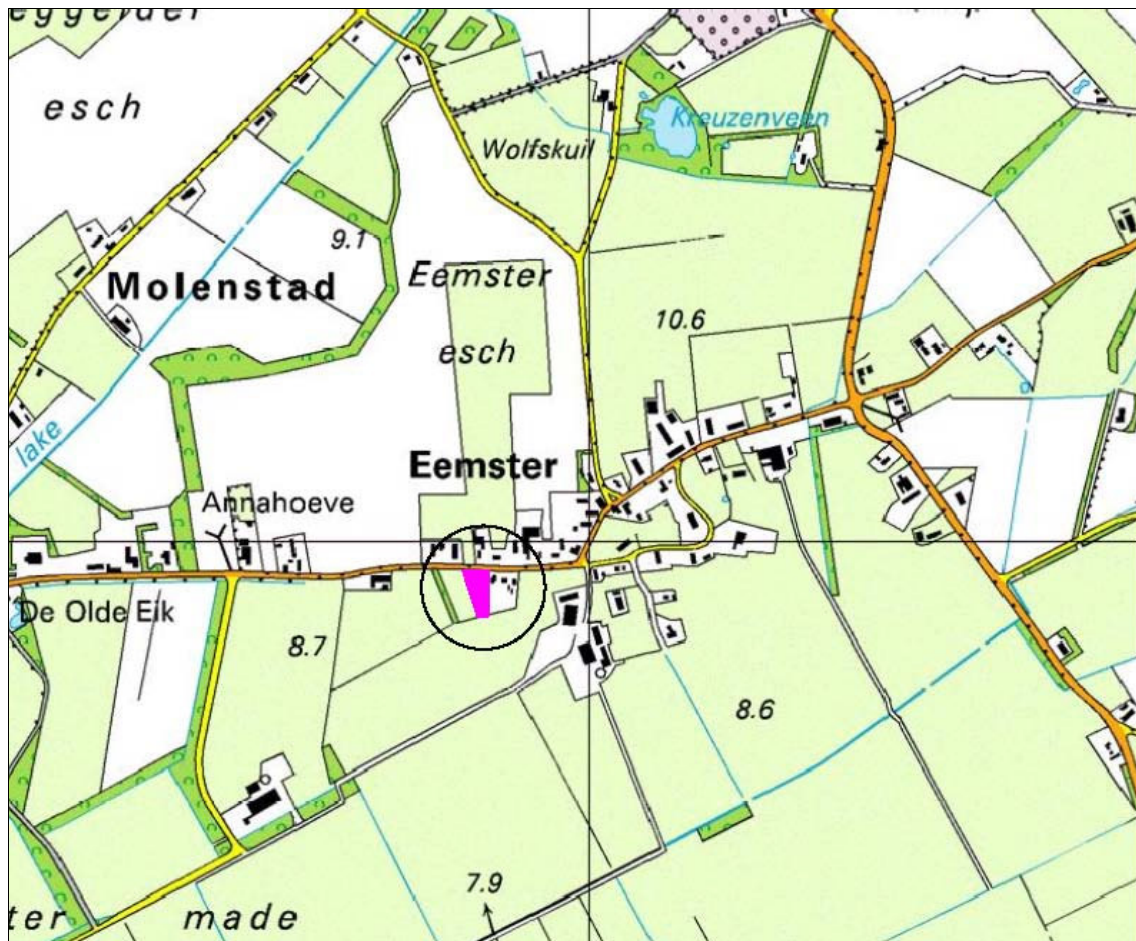 esch
Wolfskuil
Kreuzenveen
9.1
Molenstad
Eemster
esch
10.6
lake
Eemster
Annahoeve
De Olde Eik
8.7
8.6
7.9
made